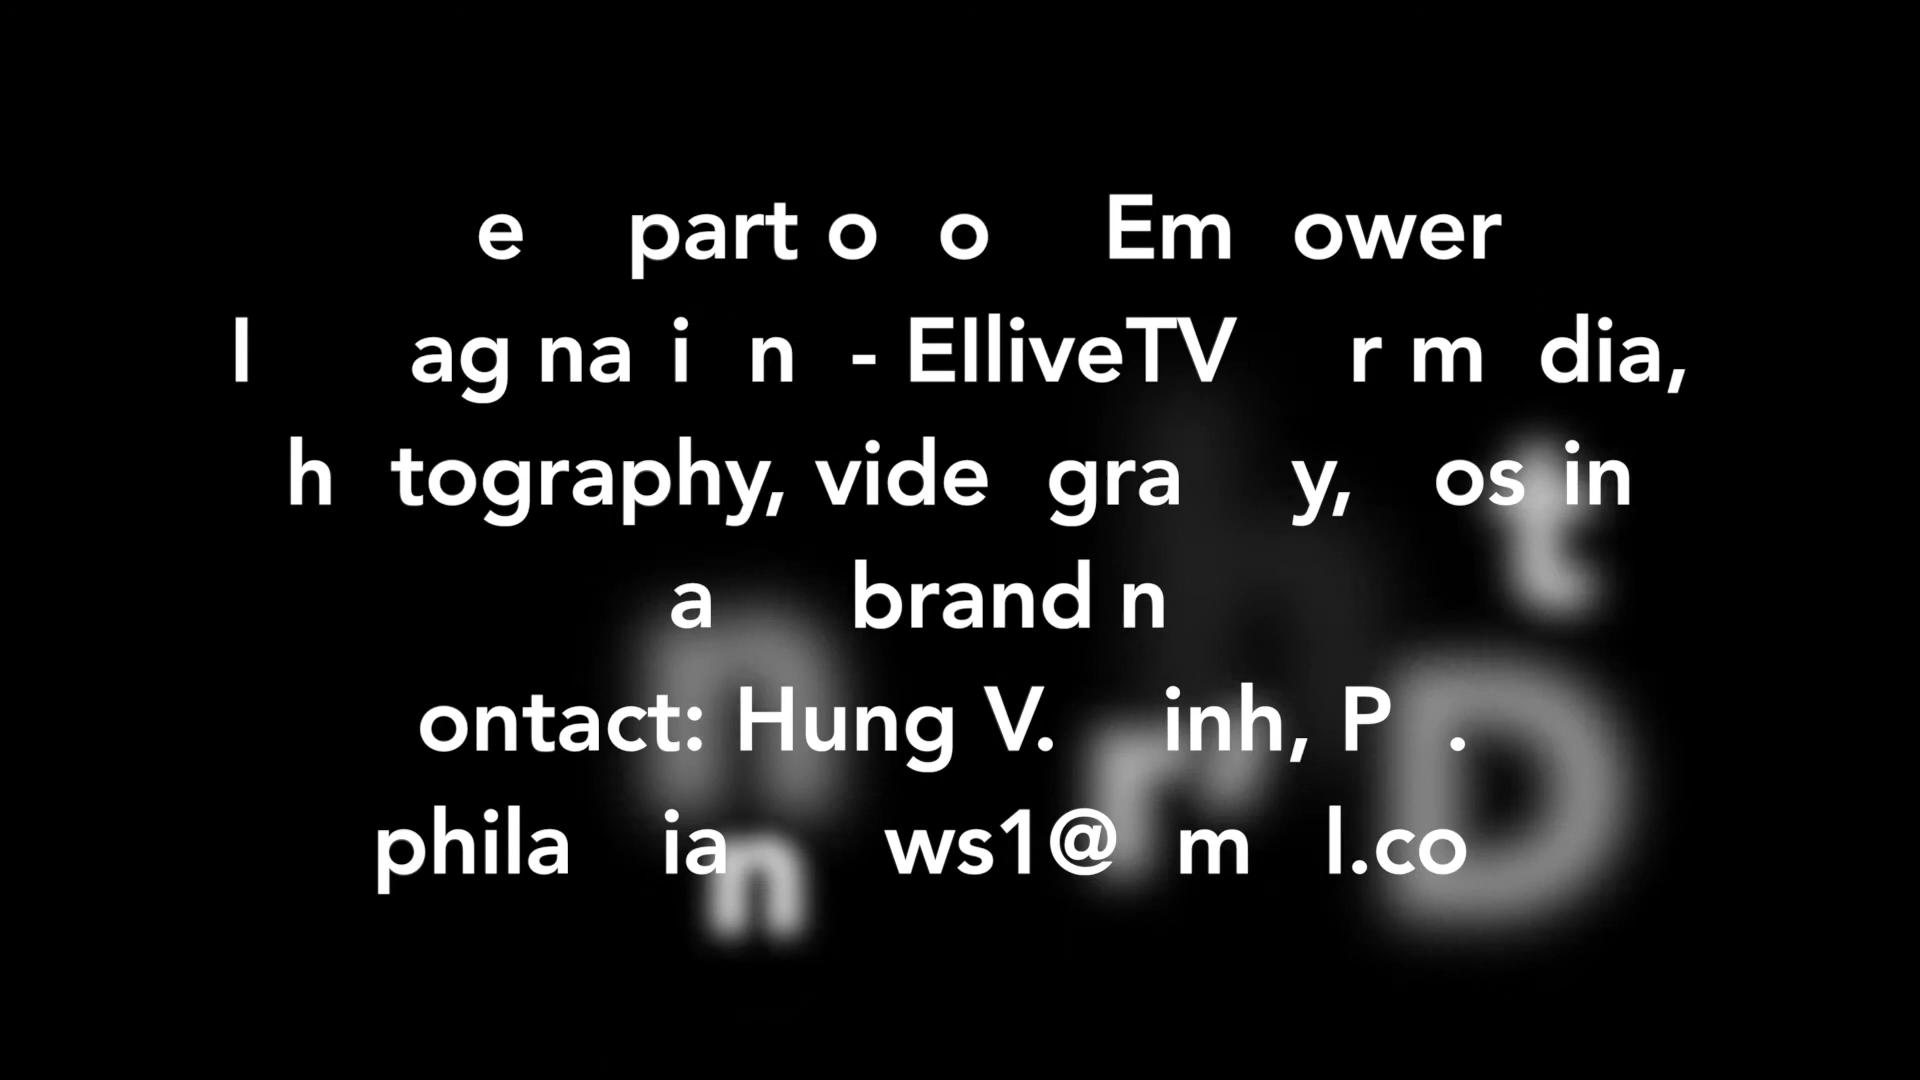 e part o o Em ower
I ag na i n - ElliveTV r m dia,
h tography, vide gra y, os in
a brand n
ontact: Hung V. inh, P .
phila ia n ws1@ m l.co